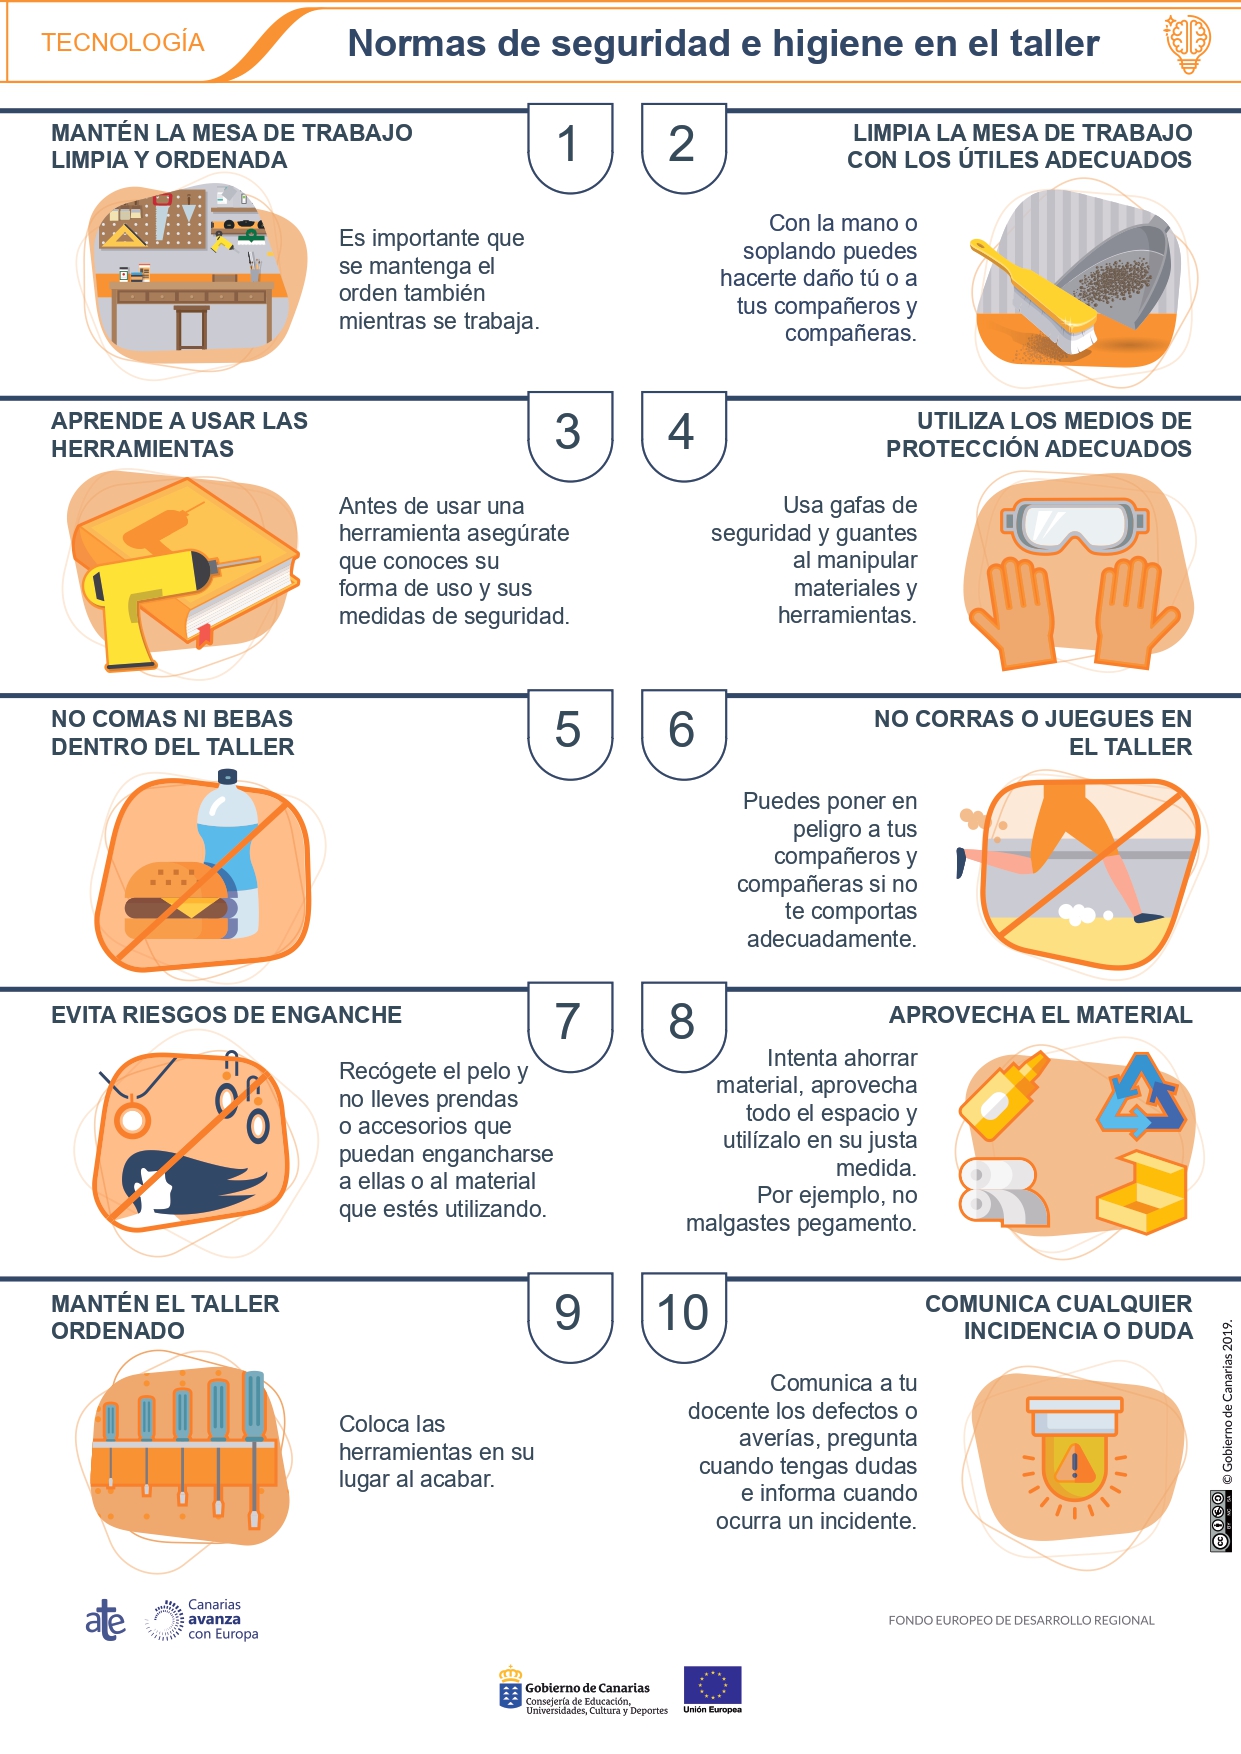 TECNOLOGÍA
Normas de seguridad e higiene en el taller
1
MANTÉN LA MESA DE TRABAJO
LIMPIA Y ORDENADA
Es importante que
se mantenga el
orden también
mientras se trabaja.
2
LIMPIA LA MESA DE TRABAJO
CON LOS ÚTILES ADECUADOS
Con la mano o
soplando puedes
hacerte daño tú o a
tus compañeros y
compañeras.
3
APRENDE A USAR LAS
HERRAMIENTAS
Antes de usar una
herramienta asegúrate
que conoces su
forma de uso y sus
medidas de seguridad.
4
UTILIZA LOS MEDIOS DE
PROTECCIÓN ADECUADOS
Usa gafas de
seguridad y guantes
al manipular
materiales y
herramientas.
5
NO COMAS NI BEBAS
DENTRO DEL TALLER
6
NO CORRAS O JUEGUES EN
EL TALLER
Puedes poner en
peligro a tus
compañeros y
compañeras si no
te comportas
adecuadamente.
7
EVITA RIESGOS DE ENGANCHE
Recógete el pelo y
no lleves prendas
o accesorios que
puedan engancharse
a ellas o al material
que estés utilizando.
8
APROVECHA EL MATERIAL
Intenta ahorrar
material, aprovecha
todo el espacio y
utilízalo en su justa
medida.
Por ejemplo, no
malgastes pegamento.
9
MANTÉN EL TALLER
ORDENADO
Coloca las
herramientas en su
lugar al acabar.
10
COMUNICA CUALQUIER
INCIDENCIA O DUDA
Comunica a tu
docente los defectos o
averías, pregunta
cuando tengas dudas
e informa cuando
ocurra un incidente.
© Gobierno de Canarias 2019.
cc BY NC SA
ate
Canarias
avanza
con Europa
FONDO EUROPEO DE DESARROLLO REGIONAL
Gobierno de Canarias
Consejería de Educación,
Universidades, Cultura y Deportes
Unión Europea